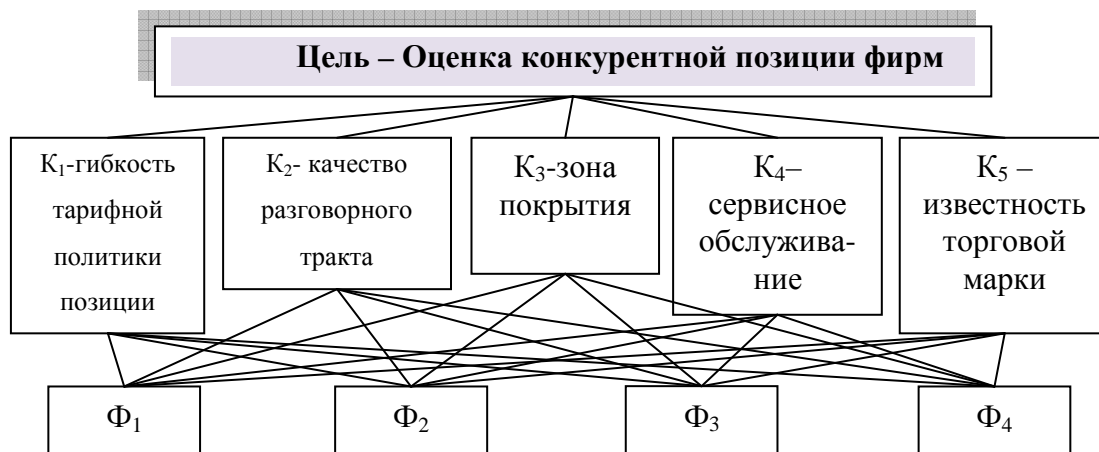 Цель – Оценка конкурентной позиции фирм
К₁-гибкость
тарифной
политики
позиции
К₂- качество
разговорного
тракта
К₃-зона
покрытия
К₄–
сервисное
обслужива-
ние
К₅ –
известность
торговой
марки
Ф₁
Ф₂
Ф₃
Ф₄